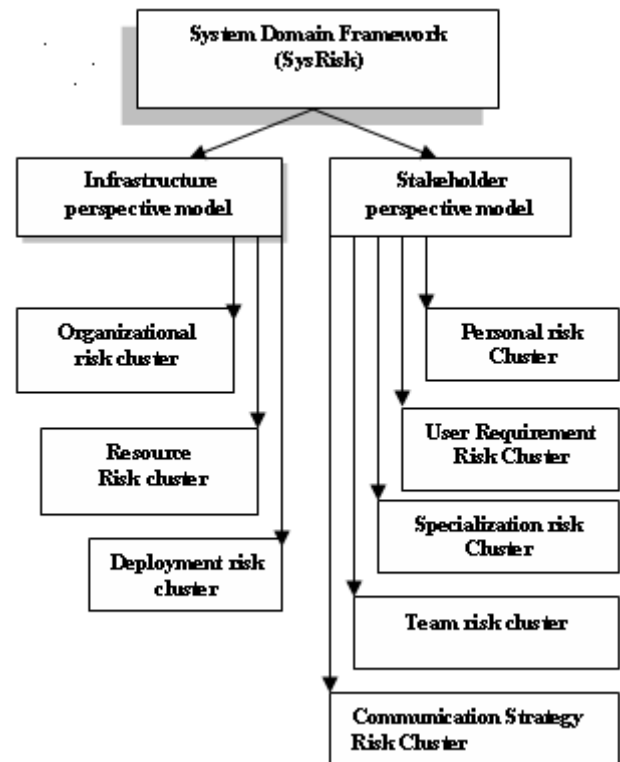 System Domain Framework
(SysRisk)
Infrastructure
perspective model
Stakeholder
perspective model
Organizational
risk cluster
Resource
Risk cluster
Deployment risk
cluster
Personal risk
Cluster
User Requirement
Risk Cluster
Specialization risk
Cluster
Team risk cluster
Communication Strategy
Risk Cluster